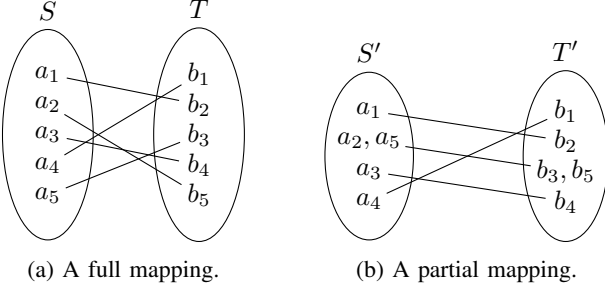 S T
a₁ b₁
a₂ b₂
a₃ b₃
a₄ b₄
a₅ b₅
(a) A full mapping.
S′ T′
a₁ b₁
a₂, a₅ b₂
a₃ b₃, b₅
a₄ b₄
(b) A partial mapping.